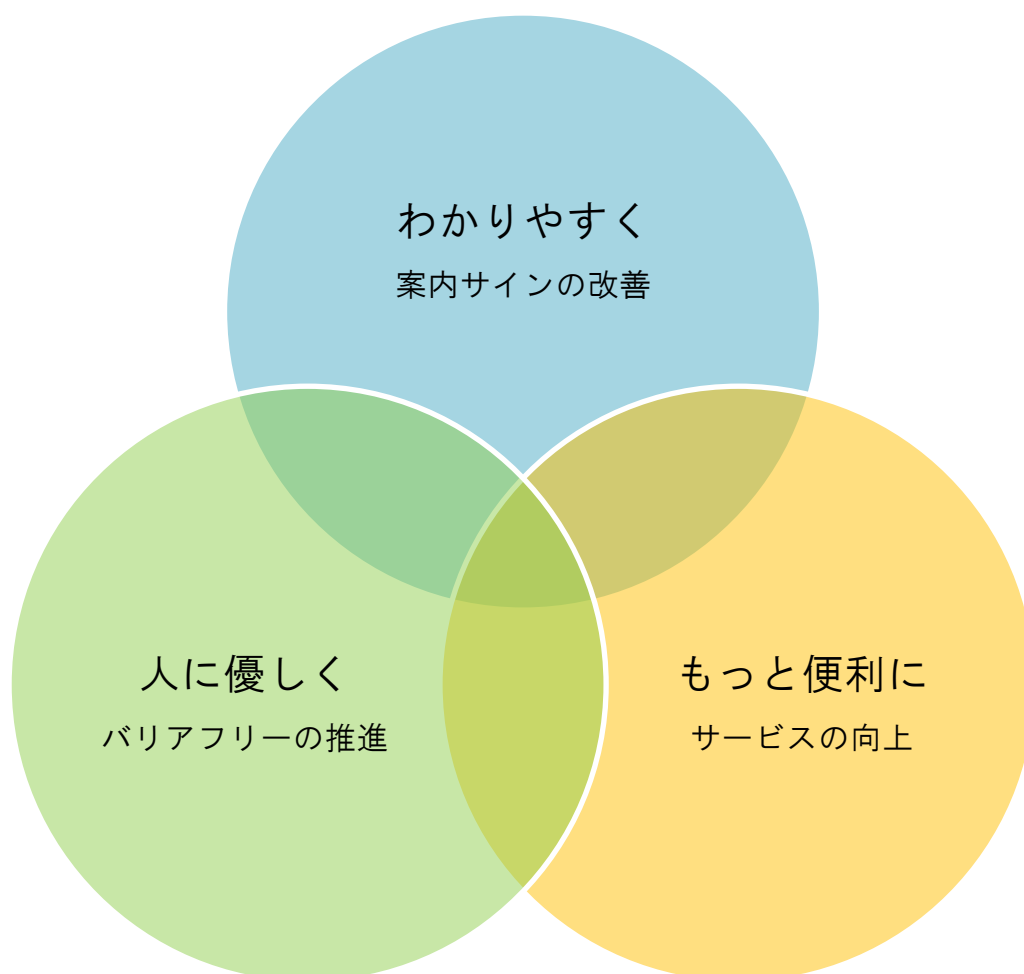 わかりやすく
案内サインの改善
人に優しく
バリアフリーの推進
もっと便利に
サービスの向上